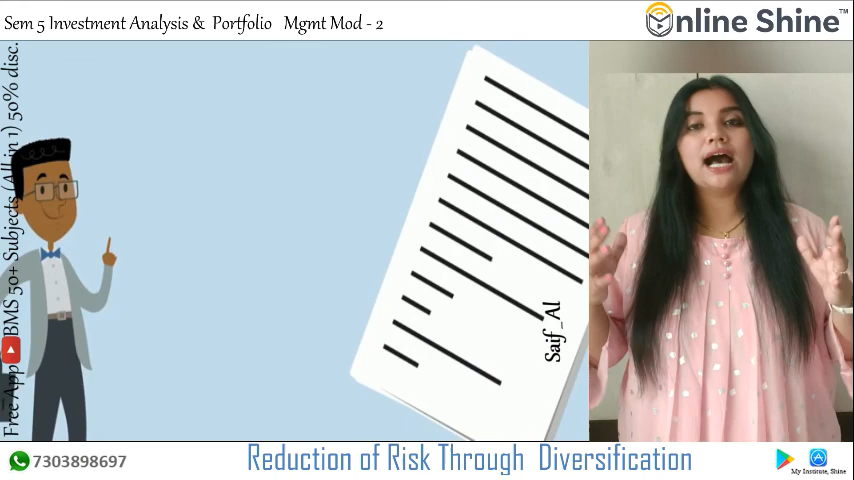 Sem 5 Investment Analysis & Portfolio Mgmt Mod - 2
Online Shine™
Free App BMS 50+ Subjects (All in 1) 50% disc.
Saif_Al
7303898697
Reduction of Risk Through Diversification
My Institute, Shine